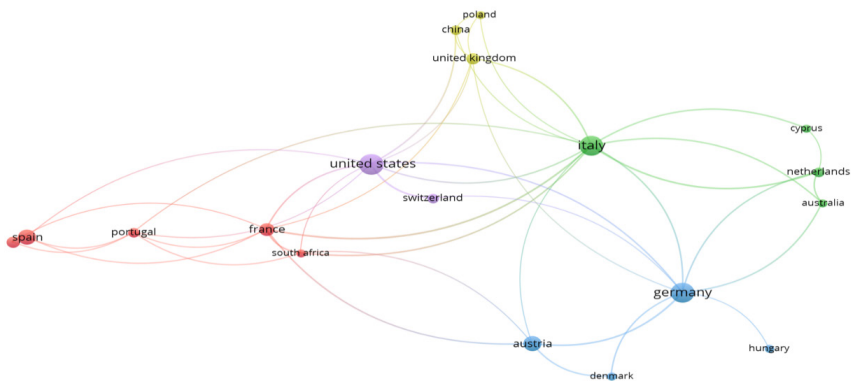 poland
china
united kingdom
cyprus
italy
united states
netherlands
switzerland
australia
spain
portugal
france
south africa
germany
austria
hungary
denmark